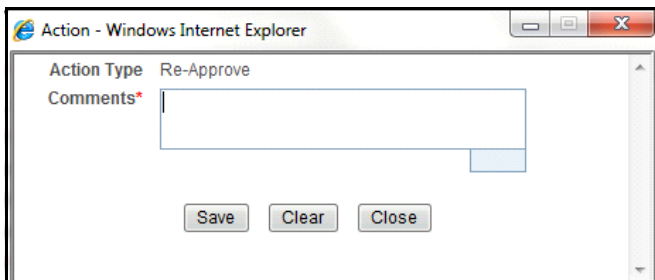 Action - Windows Internet Explorer
Action Type Re-Approve
Comments*
Save Clear Close